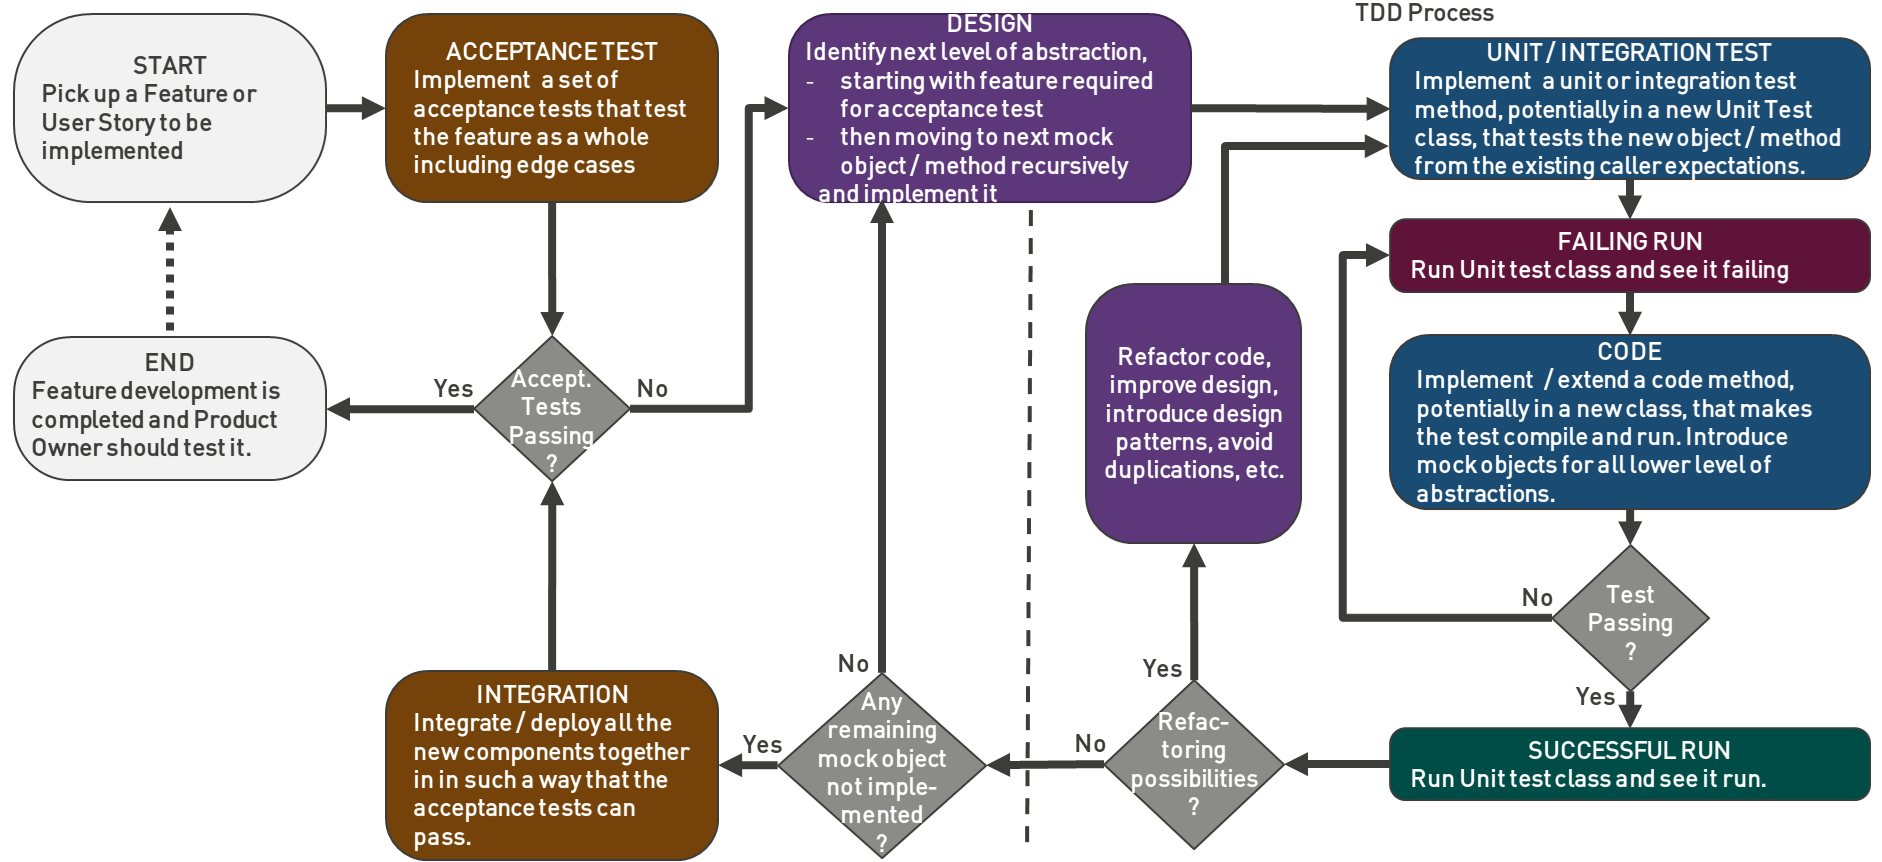 TDD Process
START
Pick up a Feature or
User Story to be
implemented
ACCEPTANCE TEST
Implement a set of
acceptance tests that test
the feature as a whole
including edge cases
DESIGN
Identify next level of abstraction,
- starting with feature required
for acceptance test
- then moving to next mock
object / method recursively
and implement it
UNIT / INTEGRATION TEST
Implement a unit or integration test
method, potentially in a new Unit Test
class, that tests the new object / method
from the existing caller expectations.
FAILING RUN
Run Unit test class and see it failing
CODE
Implement / extend a code method,
potentially in a new class, that makes
the test compile and run. Introduce
mock objects for all lower level of
abstractions.
Test
Passing
?
No
Yes
SUCCESSFUL RUN
Run Unit test class and see it run.
Refactor code,
improve design,
introduce design
patterns, avoid
duplications, etc.
Yes
Refac-
toring
possibilities
?
No
Any
remaining
mock object
not imple-
mented
?
No
Yes
INTEGRATION
Integrate / deploy all the
new components together
in in such a way that the
acceptance tests can
pass.
Accept.
Tests
Passing
?
Yes
No
END
Feature development is
completed and Product
Owner should test it.